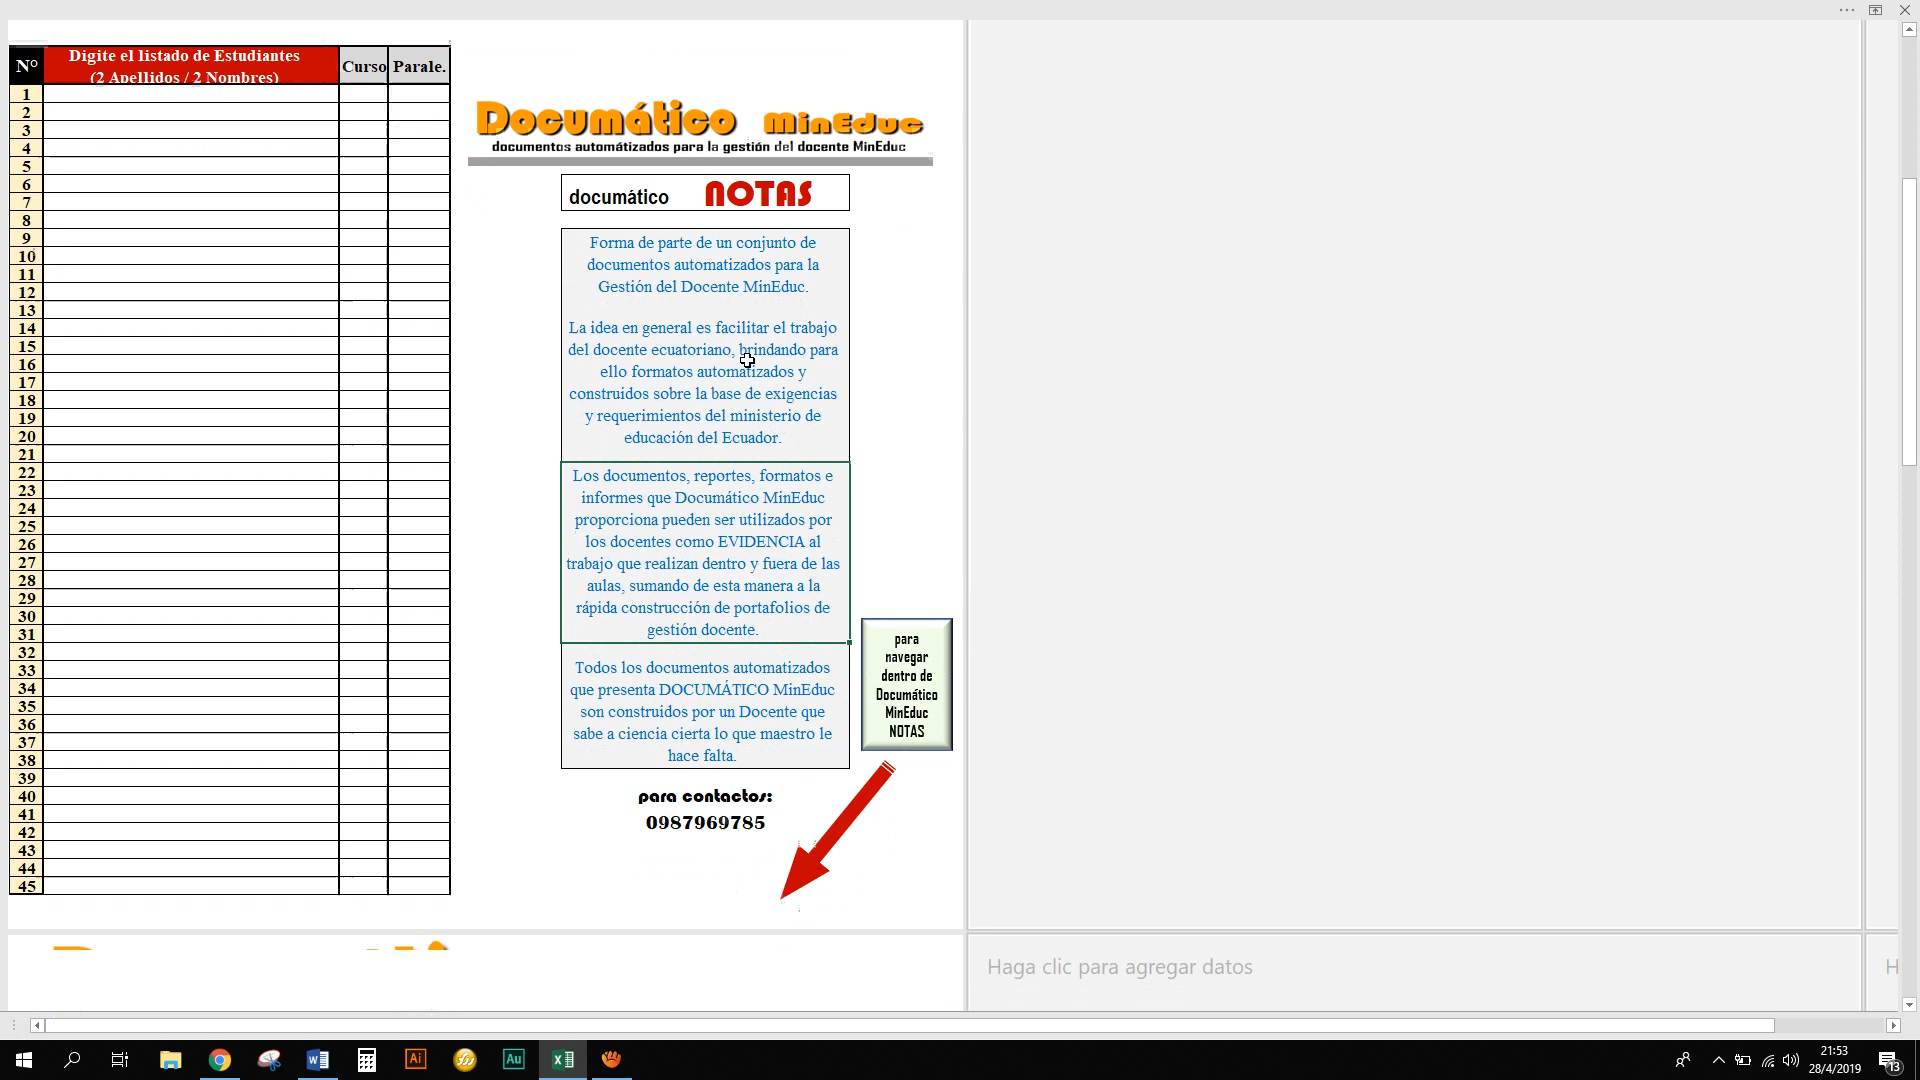 N°
Digite el listado de Estudiantes
(2 Apellidos / 2 Nombres)
Curso
Parale.
1
2
3
4
5
6
7
8
9
10
11
12
13
14
15
16
17
18
19
20
21
22
23
24
25
26
27
28
29
30
31
32
33
34
35
36
37
38
39
40
41
42
43
44
45
Documático MinEduc
documentos automátizados para la gestión del docente MinEduc
documático NOTAS
Forma de parte de un conjunto de
documentos automatizados para la
Gestión del Docente MinEduc.
La idea en general es facilitar el trabajo
del docente ecuatoriano, brindando para
ello formatos automatizados y
construidos sobre la base de exigencias
y requerimientos del ministerio de
educación del Ecuador.
Los documentos, reportes, formatos e
informes que Documático MinEduc
proporciona pueden ser utilizados por
los docentes como EVIDENCIA al
trabajo que realizan dentro y fuera de las
aulas, sumando de esta manera a la
rápida construcción de portafolios de
gestión docente.
Todos los documentos automatizados
que presenta DOCUMÁTICO MinEduc
son construidos por un Docente que
sabe a ciencia cierta lo que maestro le
hace falta.
para
navegar
dentro de
Documático
MinEduc
NOTAS
para contactos:
0987969785
Haga clic para agregar datos
H
Ai
Au
21:53
28/4/2019
13